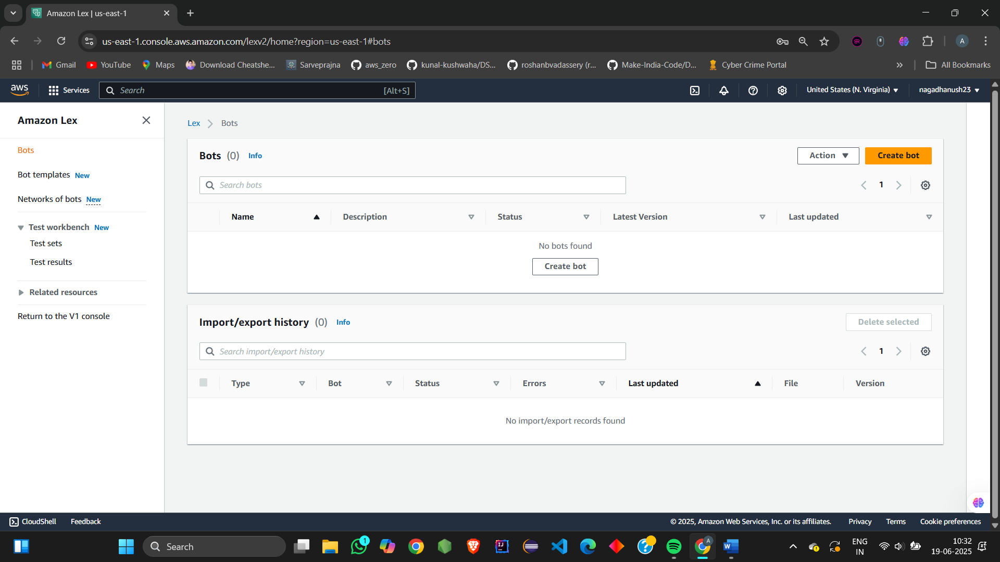 Amazon Lex | us-east-1
us-east-1.console.aws.amazon.com/lexv2/home?region=us-east-1#bots
A
Gmail
YouTube
Maps
Download Cheatshe...
Sarveprajna
aws_zero
kunal-kushwaha/DS...
roshanbvadassery (r...
Make-India-Code/D...
Cyber Crime Portal
All Bookmarks
aws
Services
Search
[Alt+S]
United States (N. Virginia)
nagadhanush23
Amazon Lex
Bots
Bot templates New
Networks of bots New
Test workbench New
Test sets
Test results
Related resources
Return to the V1 console
Lex
Bots
Bots (0) Info
Action
Create bot
Search bots
1
Name
Description
Status
Latest Version
Last updated
No bots found
Create bot
Import/export history (0) Info
Delete selected
Search import/export history
1
Type
Bot
Status
Errors
Last updated
File
Version
No import/export records found
CloudShell
Feedback
© 2025, Amazon Web Services, Inc. or its affiliates.
Privacy
Terms
Cookie preferences
Search
1
A
ENG
IN
10:32
19-06-2025